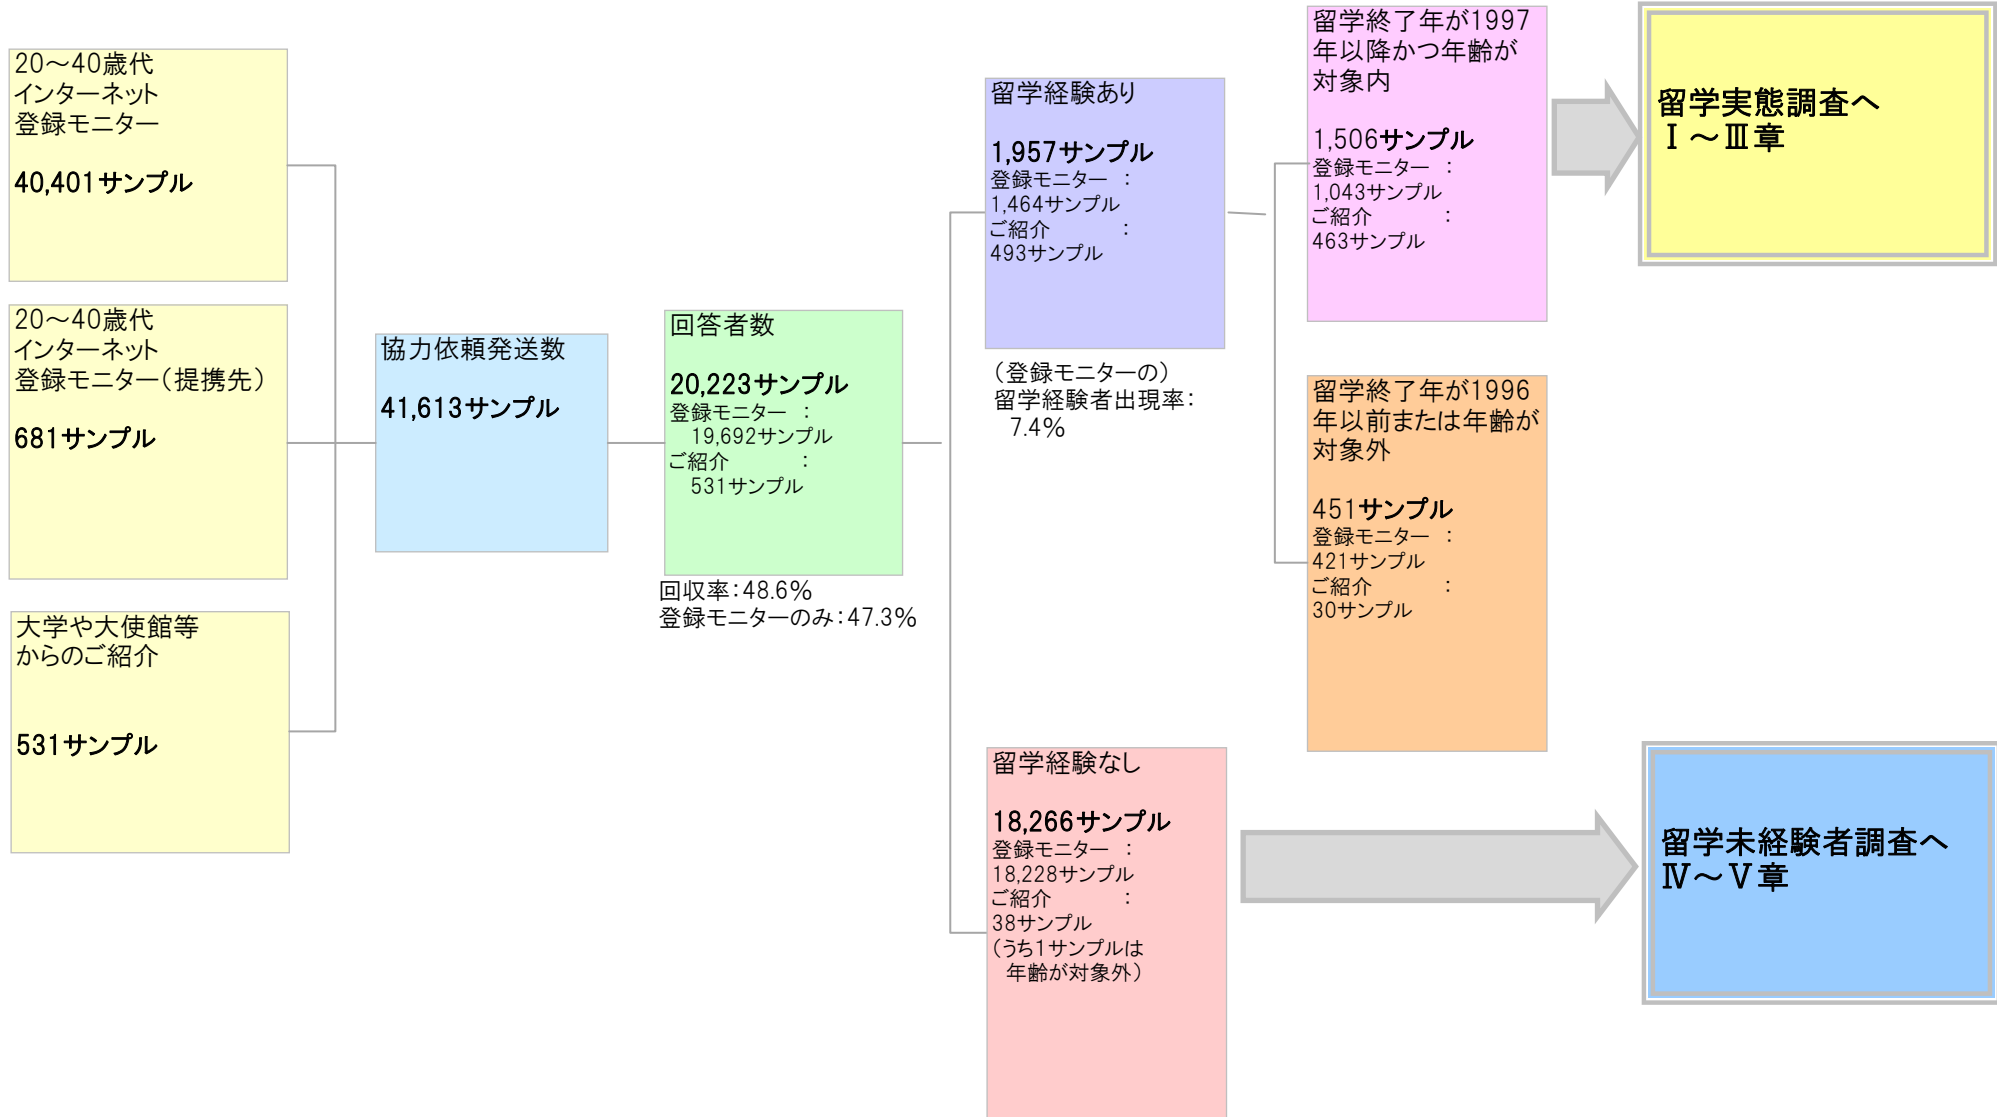 20～40歳代
インターネット
登録モニター
40,401サンプル
20～40歳代
インターネット
登録モニター（提携先）
681サンプル
大学や大使館等
からのご紹介
531サンプル
協力依頼発送数
41,613サンプル
回答者数
20,223サンプル
登録モニター ：
19,692サンプル
ご紹介 ：
531サンプル
回収率：48.6%
登録モニターのみ：47.3%
留学経験あり
1,957サンプル
登録モニター ：
1,464サンプル
ご紹介 ：
493サンプル
（登録モニターの）
留学経験者出現率：
7.4%
留学経験なし
18,266サンプル
登録モニター ：
18,228サンプル
ご紹介 ：
38サンプル
（うち1サンプルは
年齢が対象外）
留学終了年が1997
年以降かつ年齢が
対象内
1,506サンプル
登録モニター ：
1,043サンプル
ご紹介 ：
463サンプル
留学終了年が1996
年以前または年齢が
対象外
451サンプル
登録モニター ：
421サンプル
ご紹介 ：
30サンプル
留学実態調査へ
Ⅰ～Ⅲ章
留学未経験者調査へ
Ⅳ～Ⅴ章